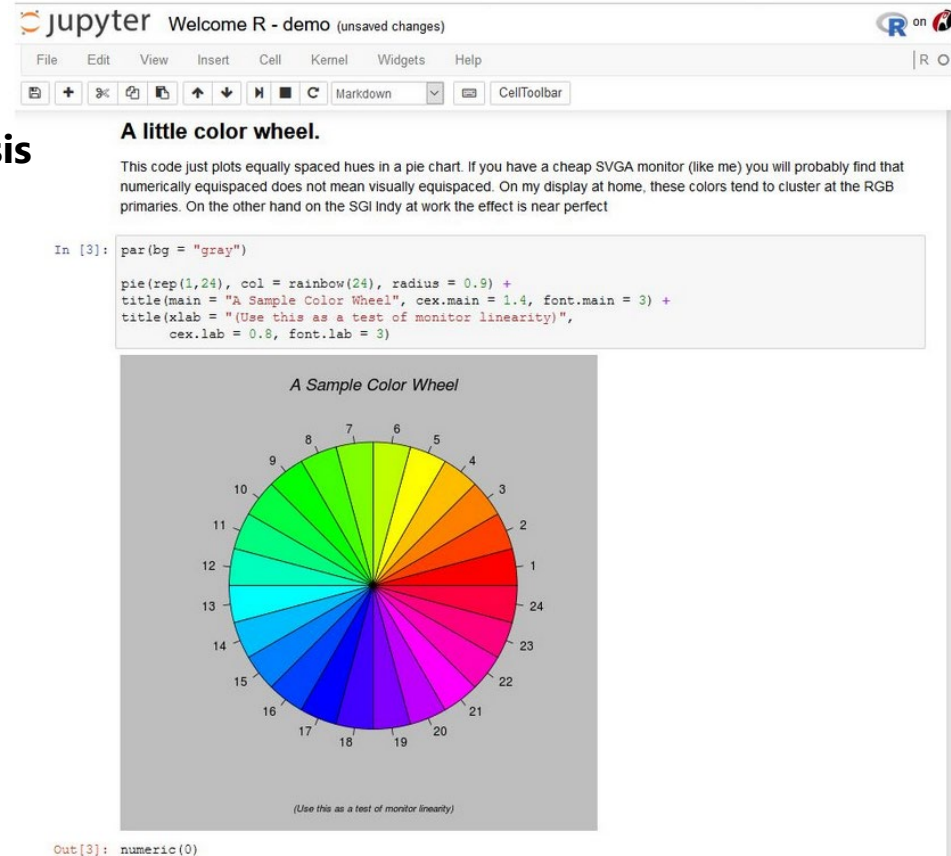 jupyter Welcome R - demo (unsaved changes)
R on
File Edit View Insert Cell Kernel Widgets Help
R O
Markdown CellToolbar
sis
A little color wheel.
This code just plots equally spaced hues in a pie chart. If you have a cheap SVGA monitor (like me) you will probably find that
numerically equispaced does not mean visually equispaced. On my display at home, these colors tend to cluster at the RGB
primaries. On the other hand on the SGI Indy at work the effect is near perfect
In [3]: par(bg = "gray")
pie(rep(1,24), col = rainbow(24), radius = 0.9) +
title(main = "A Sample Color Wheel", cex.main = 1.4, font.main = 3) +
title(xlab = "(Use this as a test of monitor linearity)",
cex.lab = 0.8, font.lab = 3)
A Sample Color Wheel
1
2
3
4
5
6
7
8
9
10
11
12
13
14
15
16
17
18
19
20
21
22
23
24
(Use this as a test of monitor linearity)
Out[3]: numeric(0)